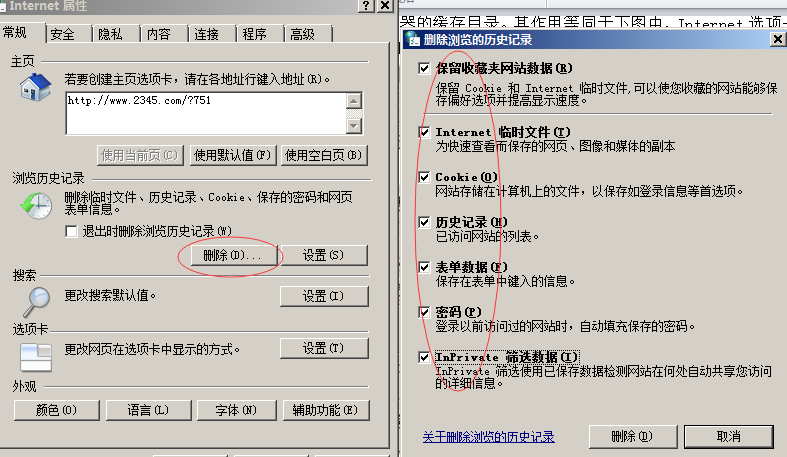 Internet 属性
常规
安全
隐私
内容
连接
程序
高级
主页
若要创建主页选项卡，请在各地址行键入地址(R)。
http://www.2345.com/?751
使用当前页(C)
使用默认值(F)
使用空白页(B)
浏览历史记录
删除临时文件、历史记录、Cookie、保存的密码和网页
表单信息。
退出时删除浏览历史记录(W)
删除(D)...
设置(S)
搜索
更改搜索默认值。
设置(I)
选项卡
更改网页在选项卡中显示的方式。
设置(T)
外观
颜色(O)
语言(L)
字体(N)
辅助功能(E)
器的缓存目录。其作用等同于下图中，Internet 选项
删除浏览的历史记录
保留收藏夹网站数据(R)
保留 Cookie 和 Internet 临时文件,可以使您收藏的网站能够保
存偏好选项并提高显示速度。
Internet 临时文件(T)
为快速查看而保存的网页、图像和媒体的副本
Cookie(O)
网站存储在计算机上的文件，以保存如登录信息等首选项。
历史记录(H)
已访问网站的列表。
表单数据(F)
保存在表单中键入的信息。
密码(P)
登录以前访问过的网站时，自动填充保存的密码。
InPrivate 筛选数据(I)
InPrivate 筛选使用已保存数据检测网站在何处自动共享您访问
的详细信息。
关于删除浏览的历史记录
删除(D)
取消